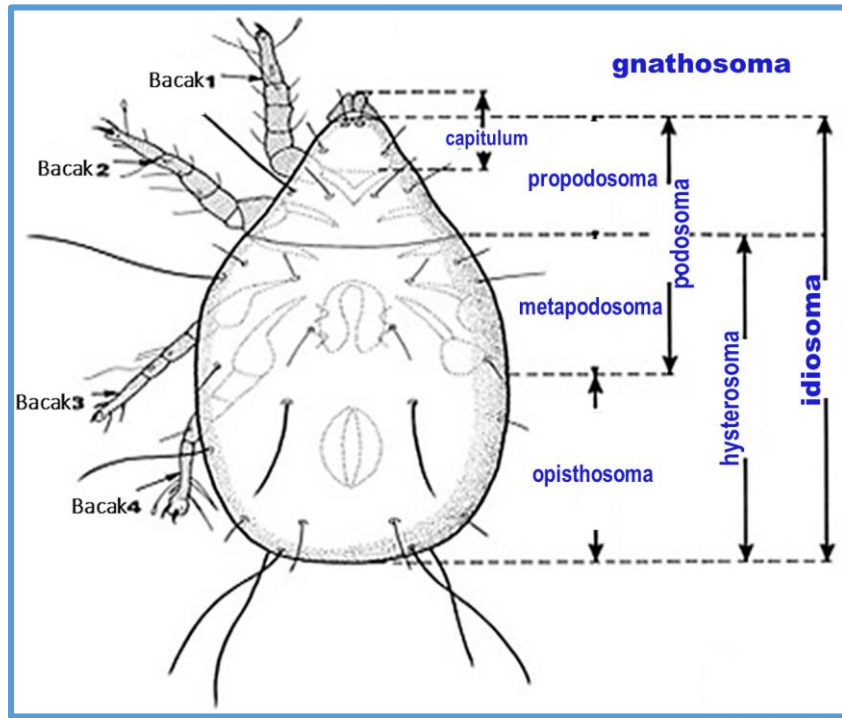 gnathosoma
Bacak1
capitulum
Bacak2
propodosoma
podosoma
metapodosoma
idiosoma
hysterosoma
Bacak3
opisthosoma
Bacak4